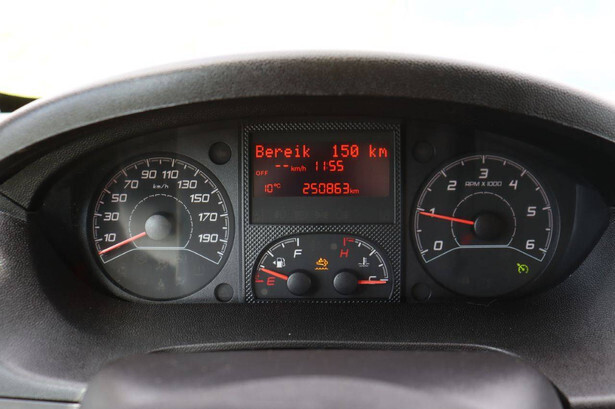 Bereik 150 km
OFF -- km/h 11:55
10°C 250863 km
10 30 50 70 90 110 130 150 170 190
km/h
F
E
H
C
0 1 2 3 4 5 6
RPM X 1000